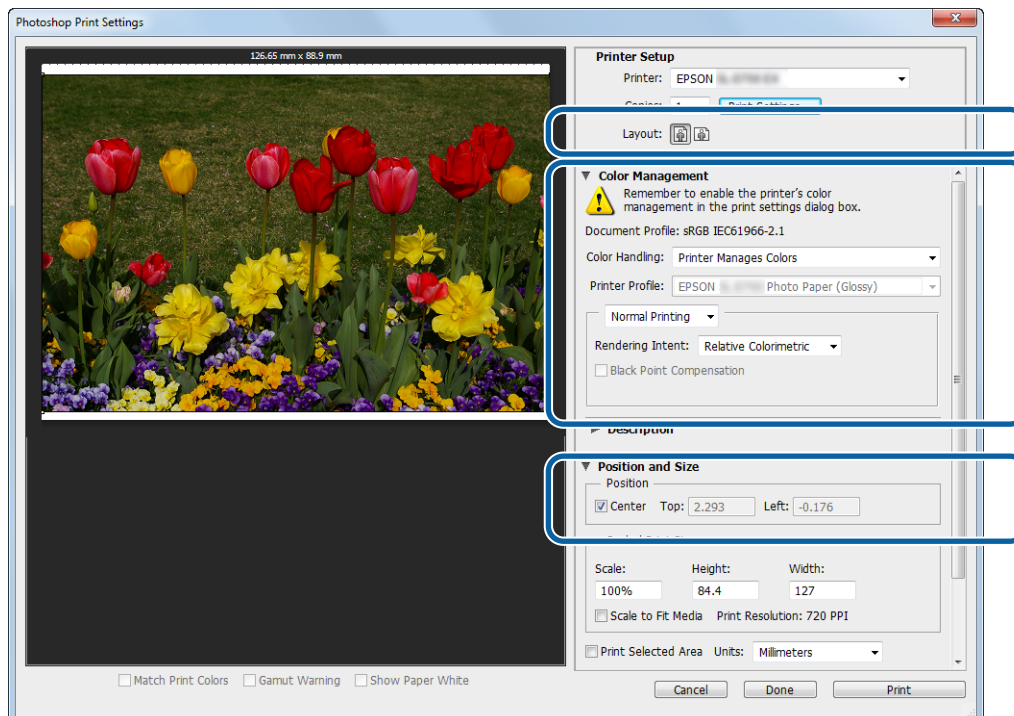 Photoshop Print Settings
126.65 mm x 88.9 mm
Printer Setup
Printer: EPSON
Copies: 1 Print Settings...
Layout:
Color Management
Remember to enable the printer's color
management in the print settings dialog box.
Document Profile: sRGB IEC61966-2.1
Color Handling: Printer Manages Colors
Printer Profile: EPSON Photo Paper (Glossy)
Normal Printing
Rendering Intent: Relative Colorimetric
Black Point Compensation
Description
Position and Size
Position
Center Top: 2.293 Left: -0.176
Scale: Height: Width:
100% 84.4 127
Scale to Fit Media Print Resolution: 720 PPI
Print Selected Area Units: Millimeters
Match Print Colors Gamut Warning Show Paper White
Cancel Done Print